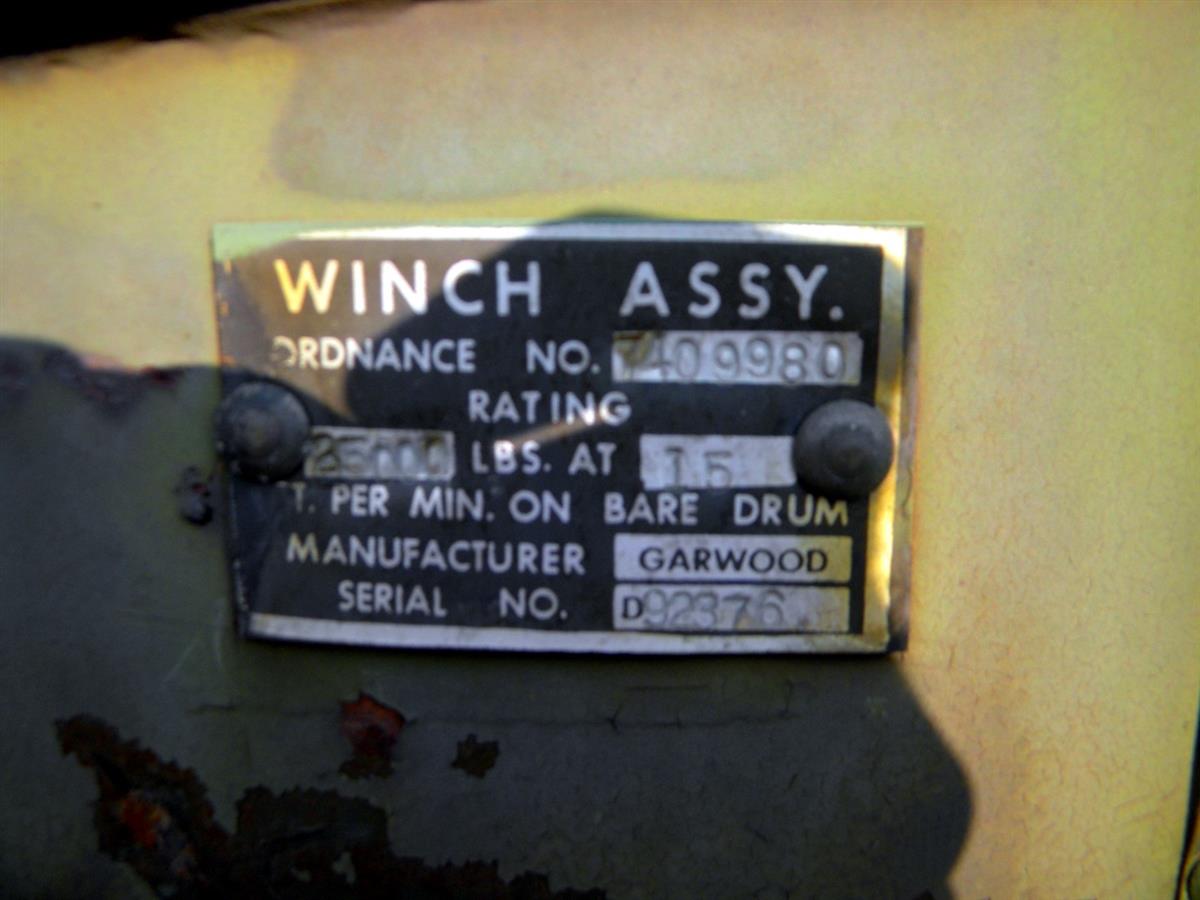 WINCH ASSY.
ORDNANCE NO. 7409980
RATING
25000 LBS. AT 15
T. PER MIN. ON BARE DRUM
MANUFACTURER GARWOOD
SERIAL NO. D92376